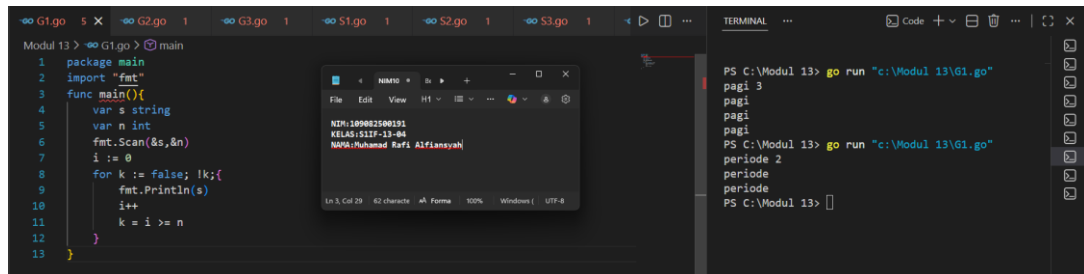 G1.go 5 G2.go 1 G3.go 1 S1.go 1 S2.go 1 S3.go 1
Modul 13 > G1.go > main
1 package main
2 import "fmt"
3 func main(){
4 var s string
5 var n int
6 fmt.Scan(&s,&n)
7 i := 0
8 for k := false; !k;{
9 fmt.Println(s)
10 i++
11 k = i >= n
12 }
13 }
NIM10
File Edit View H1
NIM:109082500191
KELAS:S1IF-13-04
NAMA:Muhamad Rafi Alfiansyah
Ln 3, Col 29 62 characte Forma 100% Windows ( UTF-8
TERMINAL ... Code
PS C:\Modul 13> go run "c:\Modul 13\G1.go"
pagi 3
pagi
pagi
pagi
PS C:\Modul 13> go run "c:\Modul 13\G1.go"
periode 2
periode
periode
PS C:\Modul 13>